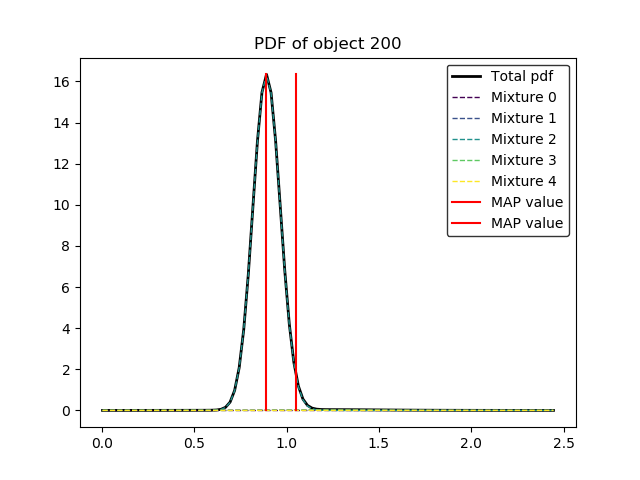 PDF of object 200
Total pdf
Mixture 0
Mixture 1
Mixture 2
Mixture 3
Mixture 4
MAP value
MAP value
16
14
12
10
8
6
4
2
0
0.0 0.5 1.0 1.5 2.0 2.5